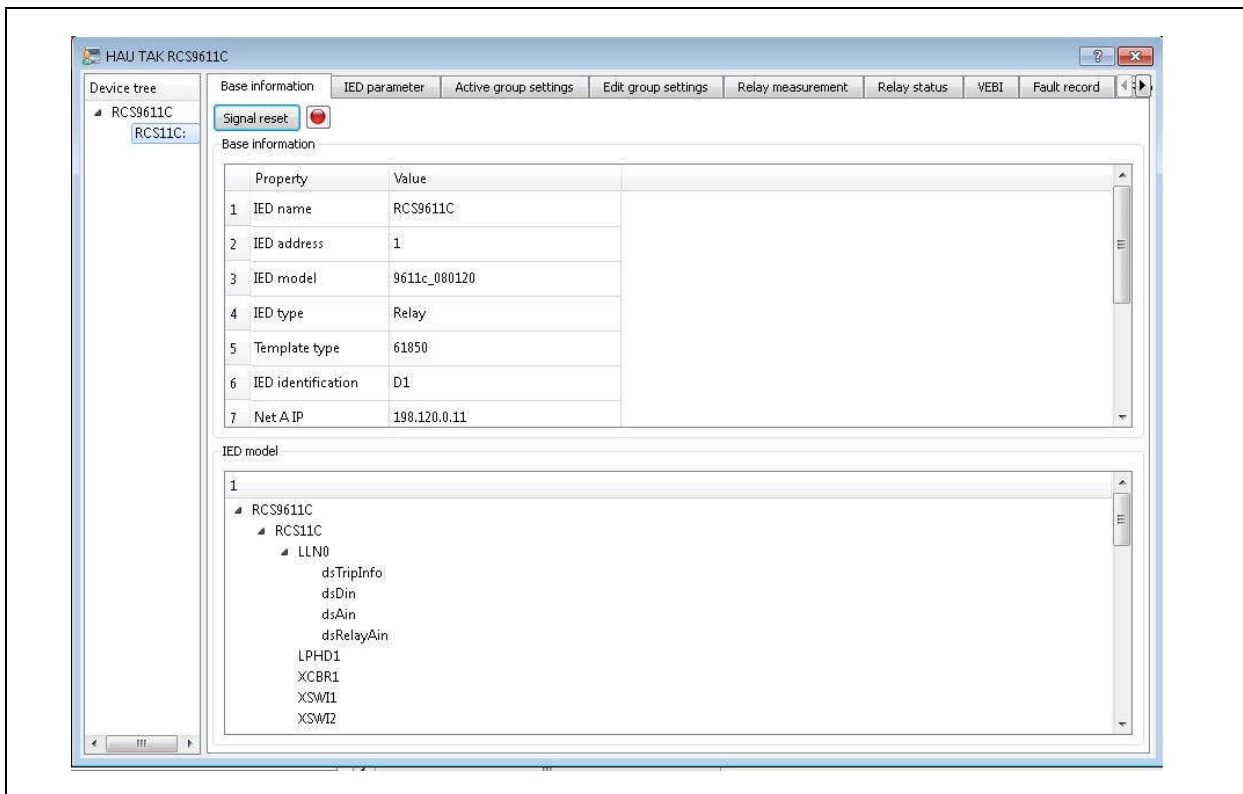 HAU TAK RCS9611C
Device tree
RCS9611C
RCS11C:
Base information IED parameter Active group settings Edit group settings Relay measurement Relay status VEBI Fault record
Signal reset
Base information
Property Value
1 IED name RCS9611C
2 IED address 1
3 IED model 9611c_080120
4 IED type Relay
5 Template type 61850
6 IED identification D1
7 Net A IP 198.120.0.11
IED model
1
RCS9611C
RCS11C
LLN0
dsTripInfo
dsDin
dsAin
dsRelayAin
LPHD1
XCBR1
XSWI1
XSWI2